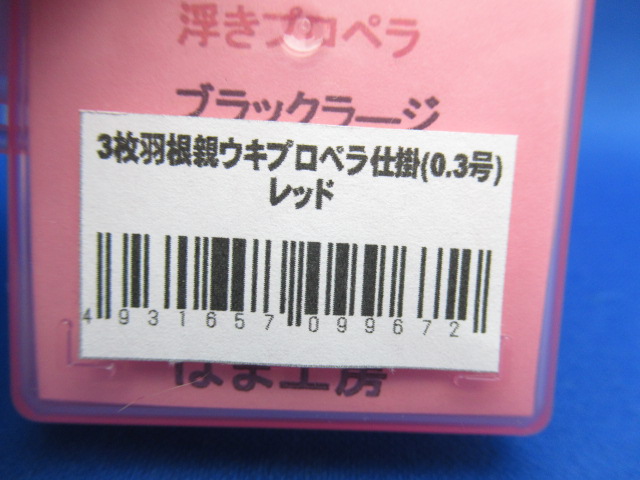 浮きプロペラ
ブラックラージ
3枚羽根親ウキプロペラ仕掛(0.3号)
レッド
4931657099672
はま工房